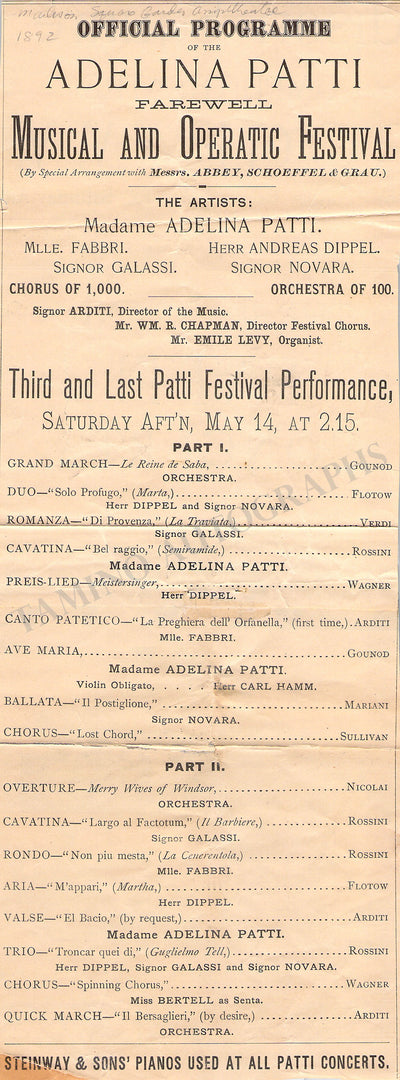 Madison Square Garden Amphitheatre
1892
OFFICIAL PROGRAMME
OF THE
ADELINA PATTI
FAREWELL
MUSICAL AND OPERATIC FESTIVAL
(By Special Arrangement with Messrs. ABBEY, SCHOEFFEL & GRAU.)
THE ARTISTS:
Madame ADELINA PATTI.
MLLE. FABBRI. HERR ANDREAS DIPPEL.
SIGNOR GALASSI. SIGNOR NOVARA.
CHORUS OF 1,000. ORCHESTRA OF 100.
Signor ARDITI, Director of the Music.
Mr. WM. R. CHAPMAN, Director Festival Chorus.
Mr. EMILE LEVY, Organist.
Third and Last Patti Festival Performance,
SATURDAY AFT'N, MAY 14, AT 2.15.
PART I.
GRAND MARCH—Le Reine de Saba, GOUNOD
ORCHESTRA.
DUO—"Solo Profugo," (Marta,) FLOTOW
Herr DIPPEL and Signor NOVARA.
ROMANZA—"Di Provenza," (La Traviata,) VERDI
Signor GALASSI.
CAVATINA—"Bel raggio," (Semiramide,) ROSSINI
Madame ADELINA PATTI.
PREIS-LIED—Meistersinger, WAGNER
Herr DIPPEL.
CANTO PATETICO—"La Preghiera dell' Orfanella," (first time,) ARDITI
Mlle. FABBRI.
AVE MARIA, GOUNOD
Madame ADELINA PATTI.
Violin Obligato, . . . . Herr CARL HAMM.
BALLATA—"Il Postiglione," MARIANI
Signor NOVARA.
CHORUS—"Lost Chord," SULLIVAN
PART II.
OVERTURE—Merry Wives of Windsor, NICOLAI
ORCHESTRA.
CAVATINA—"Largo al Factotum," (Il Barbiere,) ROSSINI
Signor GALASSI.
RONDO—"Non piu mesta," (La Cenerentola,) ROSSINI
Mlle. FABBRI.
ARIA—"M'appari," (Martha,) FLOTOW
Herr DIPPEL.
VALSE—"El Bacio," (by request,) ARDITI
Madame ADELINA PATTI.
TRIO—"Troncar quei di," (Guglielmo Tell,) ROSSINI
Herr DIPPEL, Signor GALASSI and Signor NOVARA.
CHORUS—"Spinning Chorus," WAGNER
Miss BERTELL as Senta.
QUICK MARCH—"Il Bersaglieri," (by desire,) ARDITI
ORCHESTRA.
STEINWAY & SONS' PIANOS USED AT ALL PATTI CONCERTS.
TAMINO AUTOGRAPHS